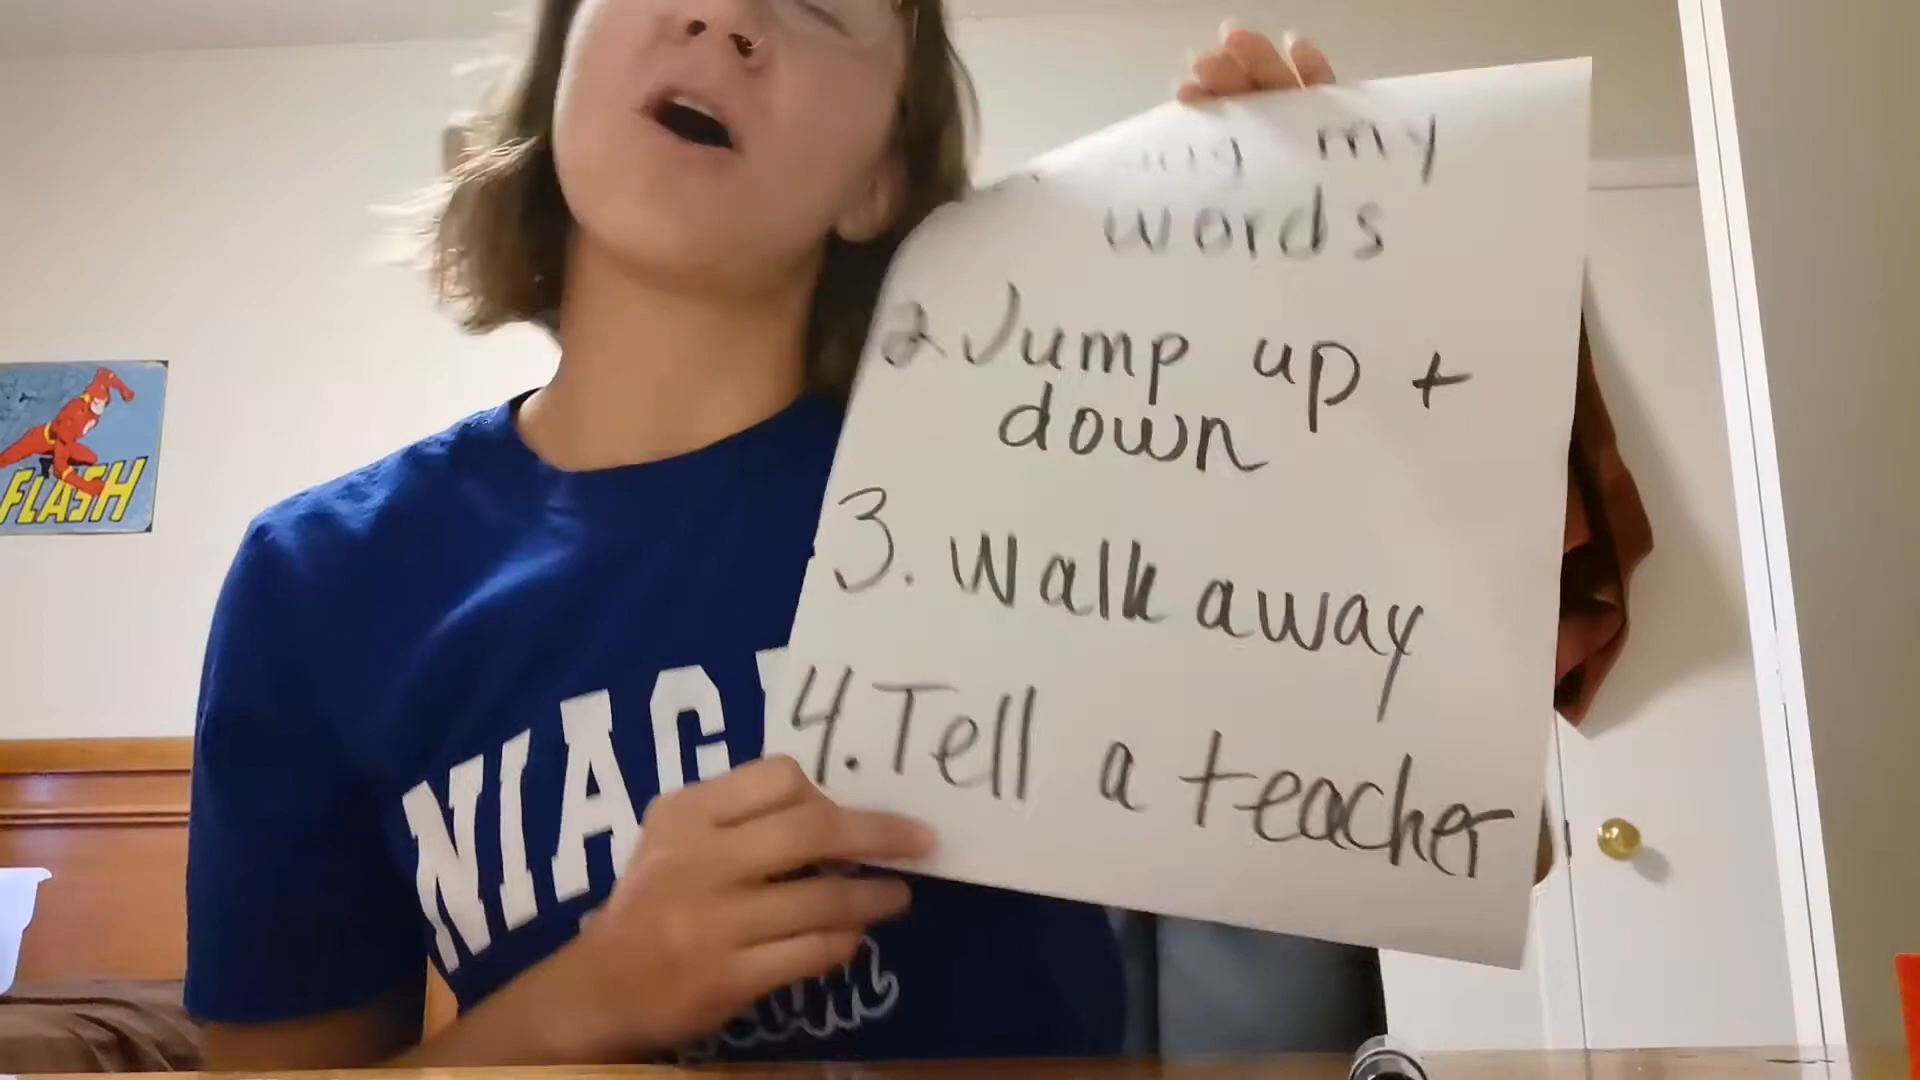 my
words
2 Jump up +
down
3. Walk away
4. Tell a teacher
FLASH
NIAG